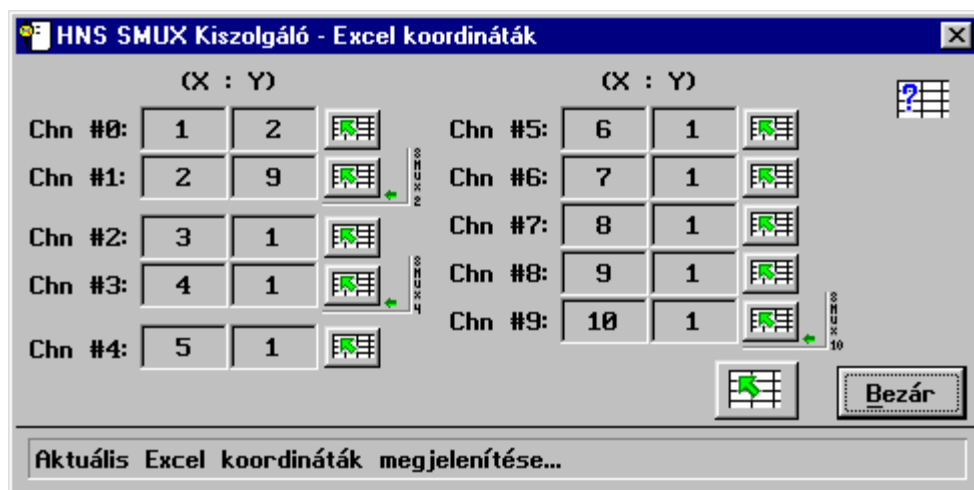 HNS SMUX Kiszolgáló - Excel koordináták
(X : Y)
Chn #0: 1 2
Chn #1: 2 9
SMUX 2
Chn #2: 3 1
Chn #3: 4 1
SMUX 4
Chn #4: 5 1
(X : Y)
Chn #5: 6 1
Chn #6: 7 1
Chn #7: 8 1
Chn #8: 9 1
Chn #9: 10 1
SMUX 10
?
Bezár
Aktuális Excel koordináták megjelenítése...